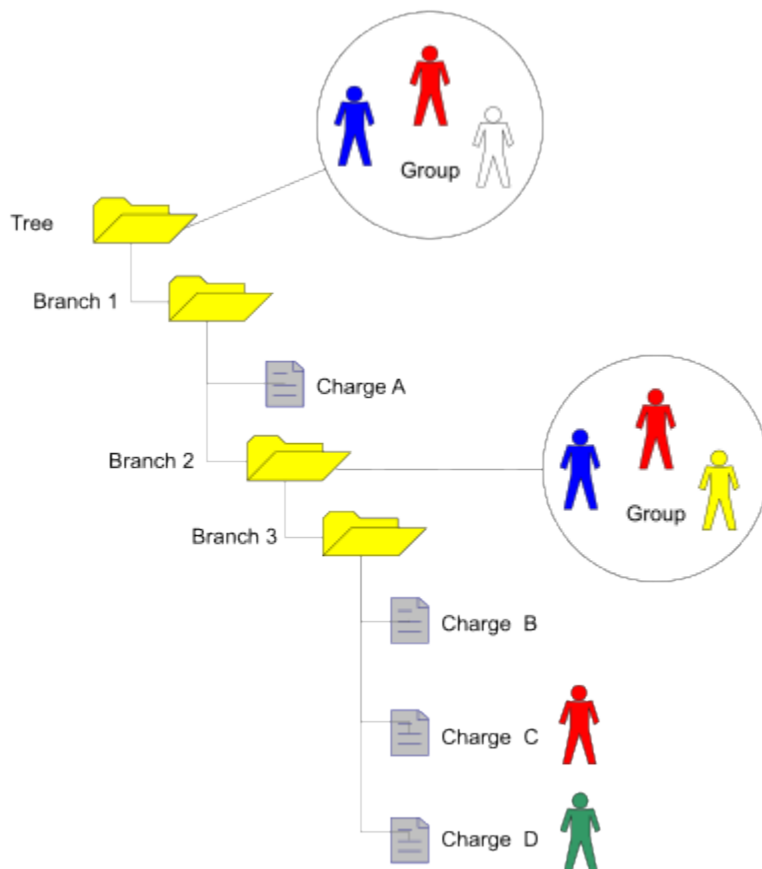 Group
Tree
Branch 1
Charge A
Branch 2
Group
Branch 3
Charge B
Charge C
Charge D